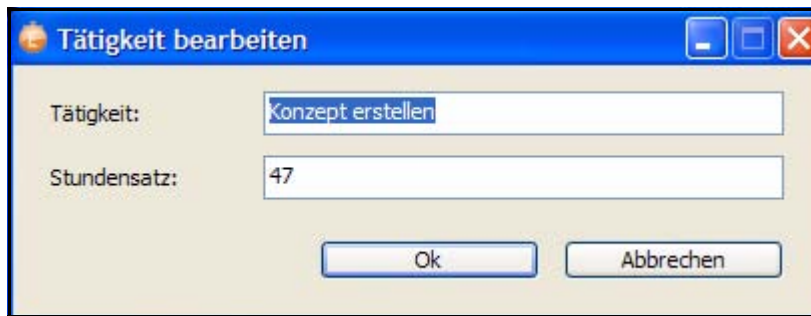 Tätigkeit bearbeiten
Tätigkeit: Konzept erstellen
Stundensatz: 47
Ok Abbrechen